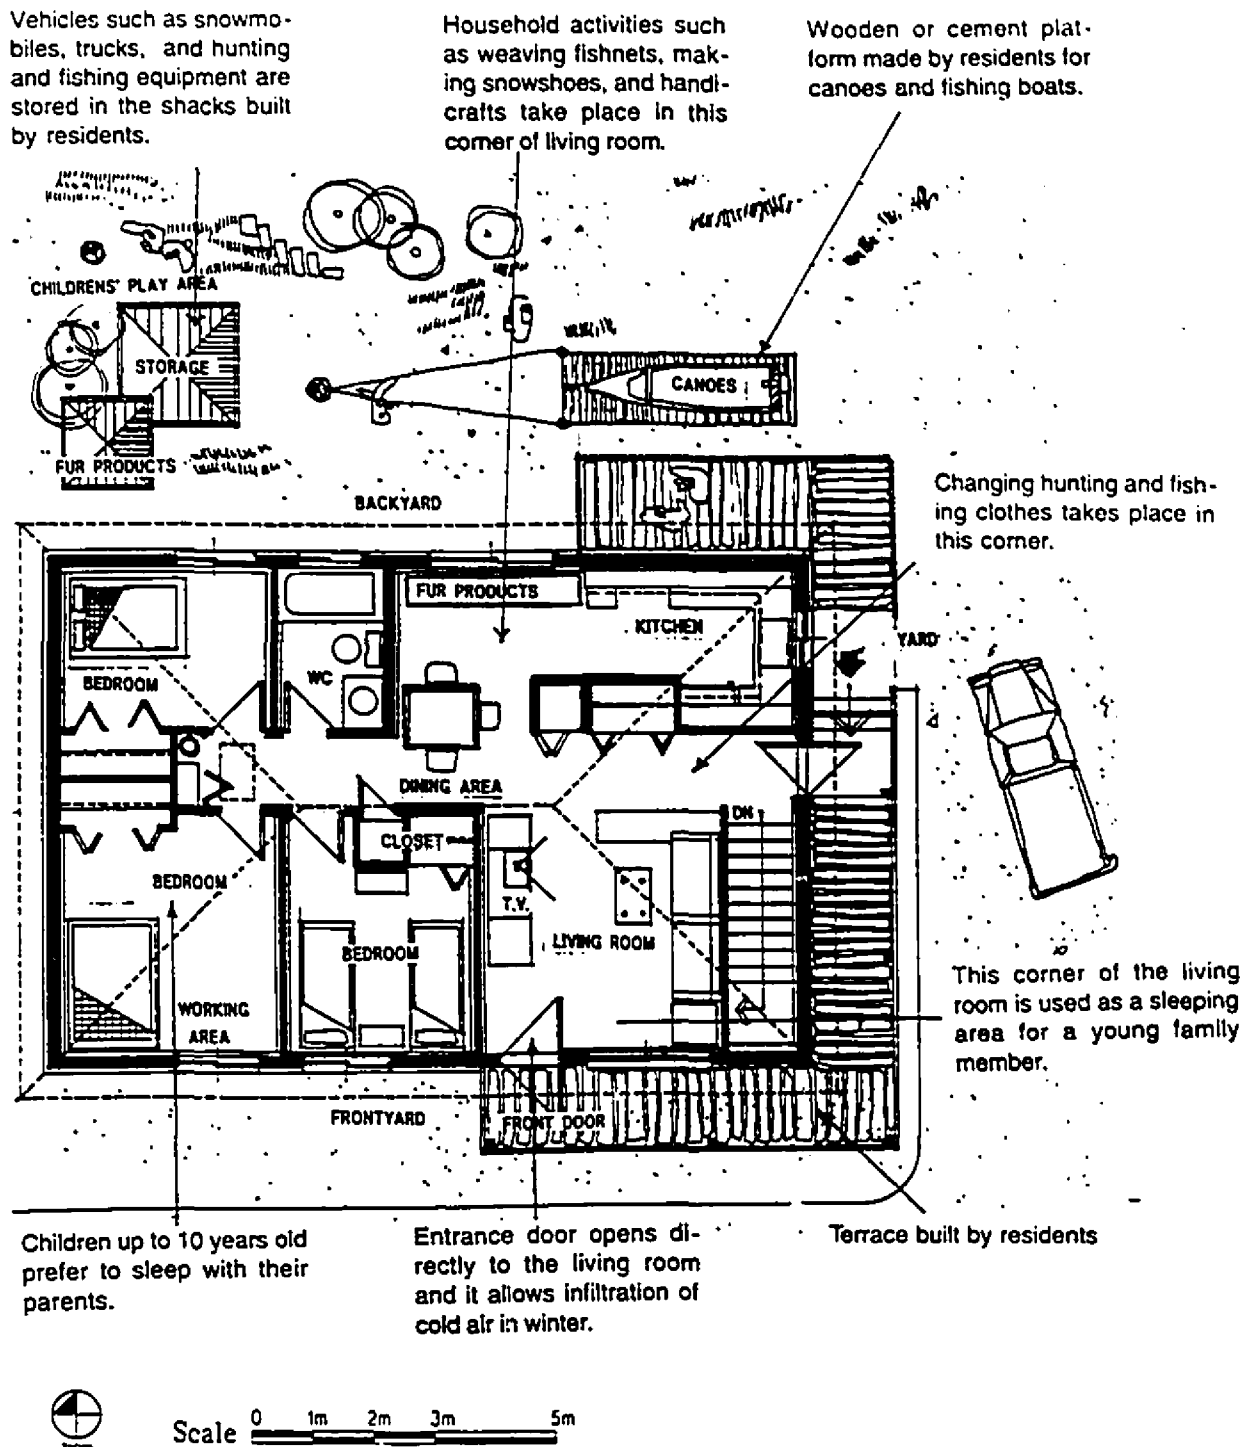 Vehicles such as snowmo-
biles, trucks, and hunting
and fishing equipment are
stored in the shacks built
by residents.
Household activities such
as weaving fishnets, mak-
ing snowshoes, and handi-
crafts take place in this
corner of living room.
Wooden or cement plat-
form made by residents for
canoes and fishing boats.
CHILDRENS' PLAY AREA
STORAGE
CANOES
FUR PRODUCTS
BACKYARD
Changing hunting and fish-
ing clothes takes place in
this corner.
FUR PRODUCTS
KITCHEN
YARD
BEDROOM
WC
DINING AREA
DN
CLOSET
BEDROOM
T.V.
LIVING ROOM
BEDROOM
WORKING
AREA
This corner of the living
room is used as a sleeping
area for a young family
member.
FRONTYARD
FRONT DOOR
Children up to 10 years old
prefer to sleep with their
parents.
Entrance door opens di-
rectly to the living room
and it allows infiltration of
cold air in winter.
Terrace built by residents
Scale 0 1m 2m 3m 5m